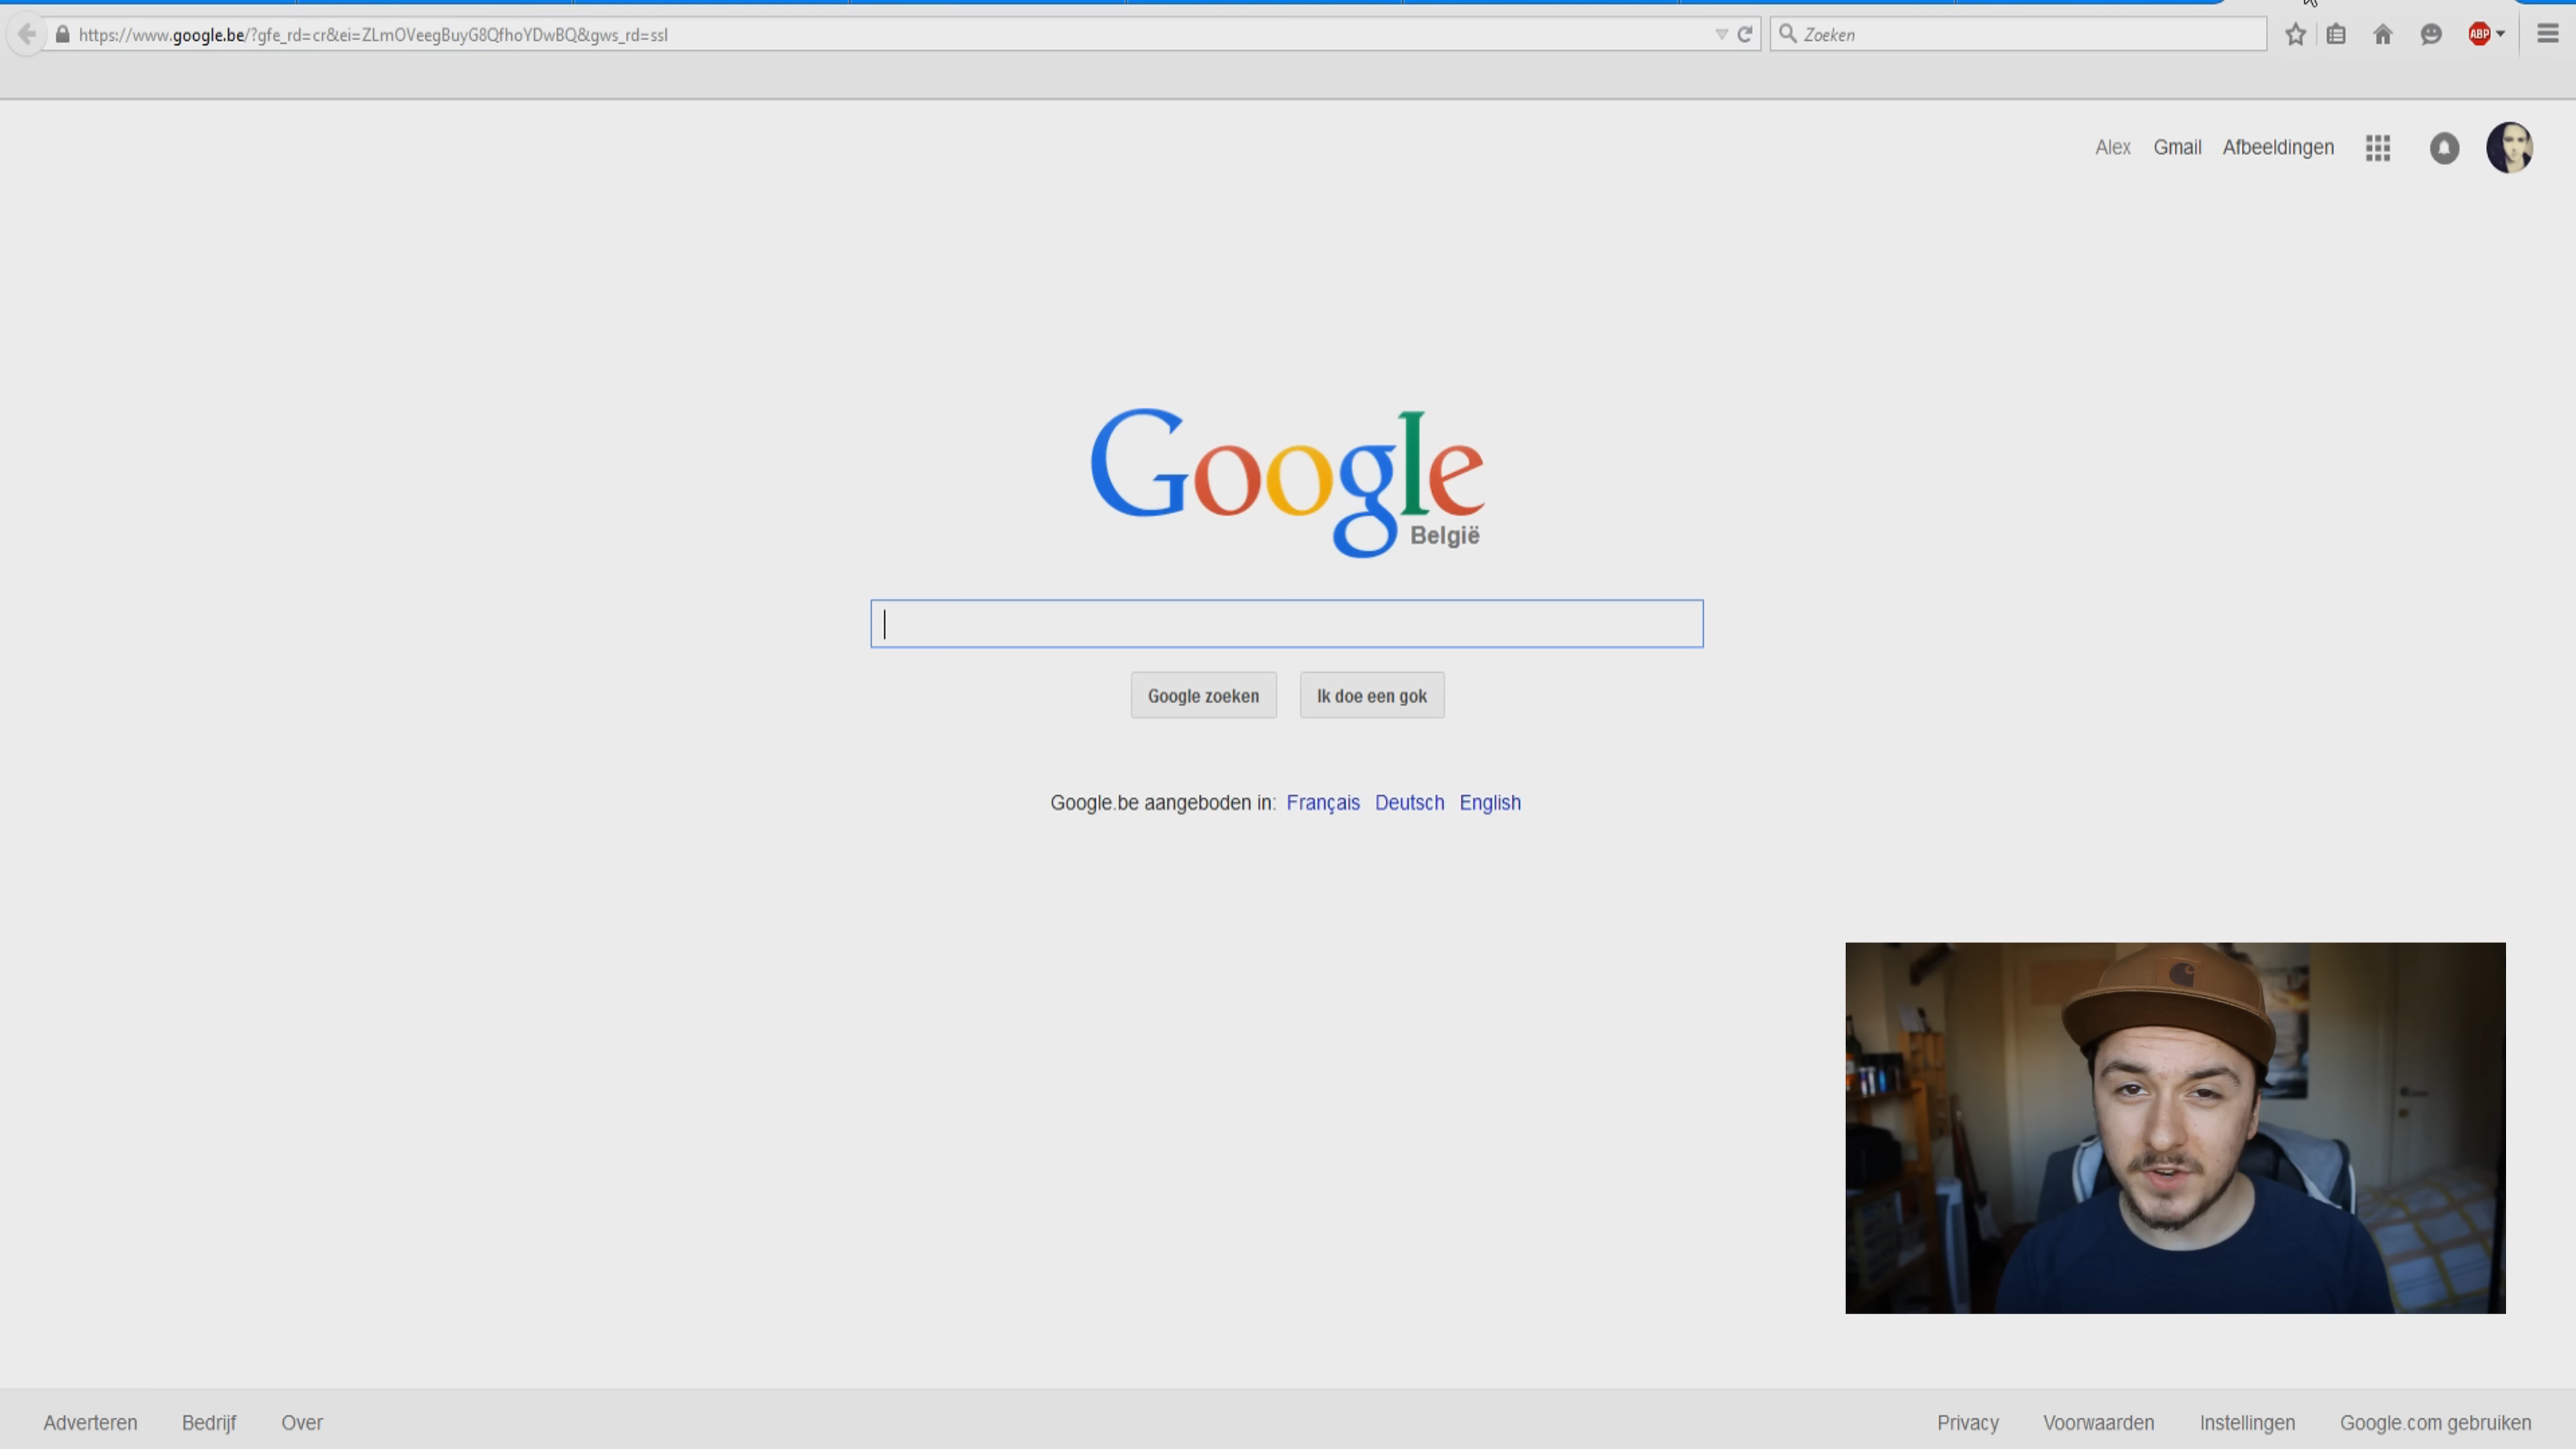 https://www.google.be/?gfe_rd=cr&ei=ZLmOVeegBuyG8QfhoYDwBQ&gws_rd=ssl
Zoeken
ABP
Alex Gmail Afbeeldingen
Google
België
Google zoeken
Ik doe een gok
Google.be aangeboden in: Français Deutsch English
Adverteren Bedrijf Over
Privacy Voorwaarden Instellingen Google.com gebruiken